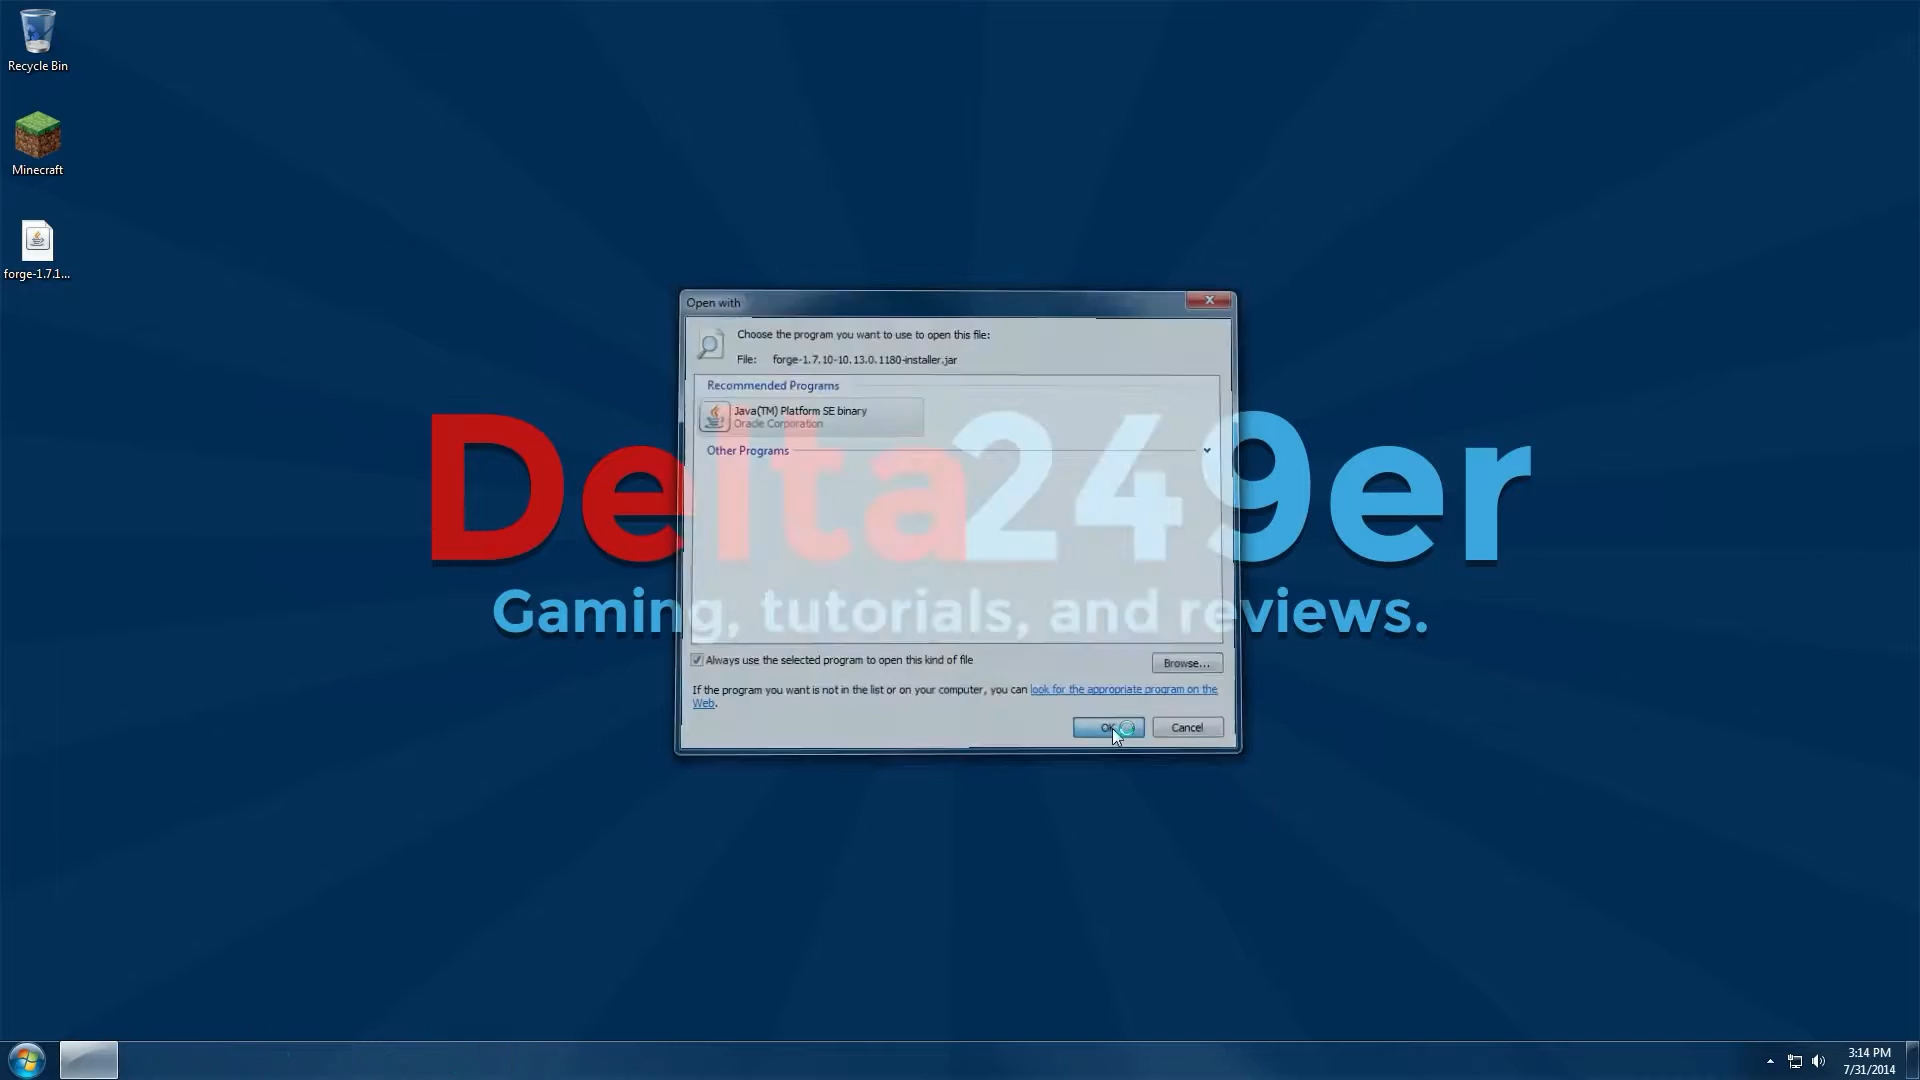 Recycle Bin
Minecraft
forge-1.7.1...
Open with
Choose the program you want to use to open this file:
File: forge-1.7.10-10.13.0.1180-installer.jar
Recommended Programs
Java(TM) Platform SE binary
Oracle Corporation
Other Programs
Delta249er
Gaming, tutorials, and reviews.
Always use the selected program to open this kind of file
Browse...
If the program you want is not in the list or on your computer, you can look for the appropriate program on the
Web.
OK
Cancel
3:14 PM
7/31/2014